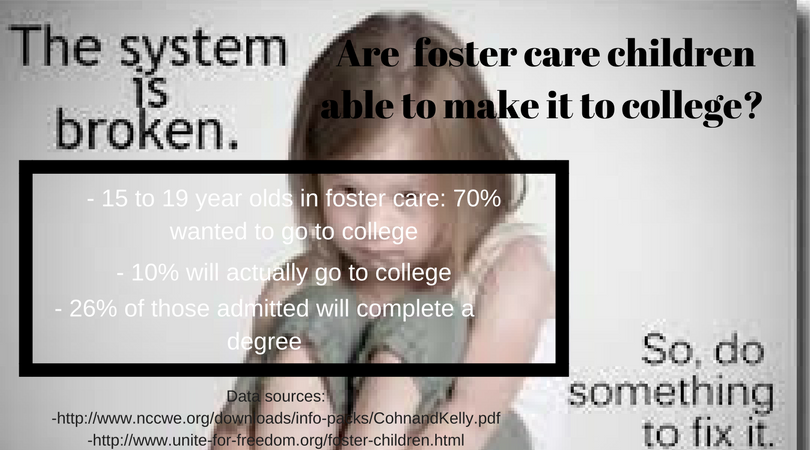 The system
is
broken.
Are foster care children
able to make it to college?
- 15 to 19 year olds in foster care: 70%
wanted to go to college
- 10% will actually go to college
- 26% of those admitted will complete a
degree
Data sources:
-http://www.nccwe.org/downloads/info-packs/CohnandKelly.pdf
-http://www.unite-for-freedom.org/foster-children.html
So, do
something
to fix it.